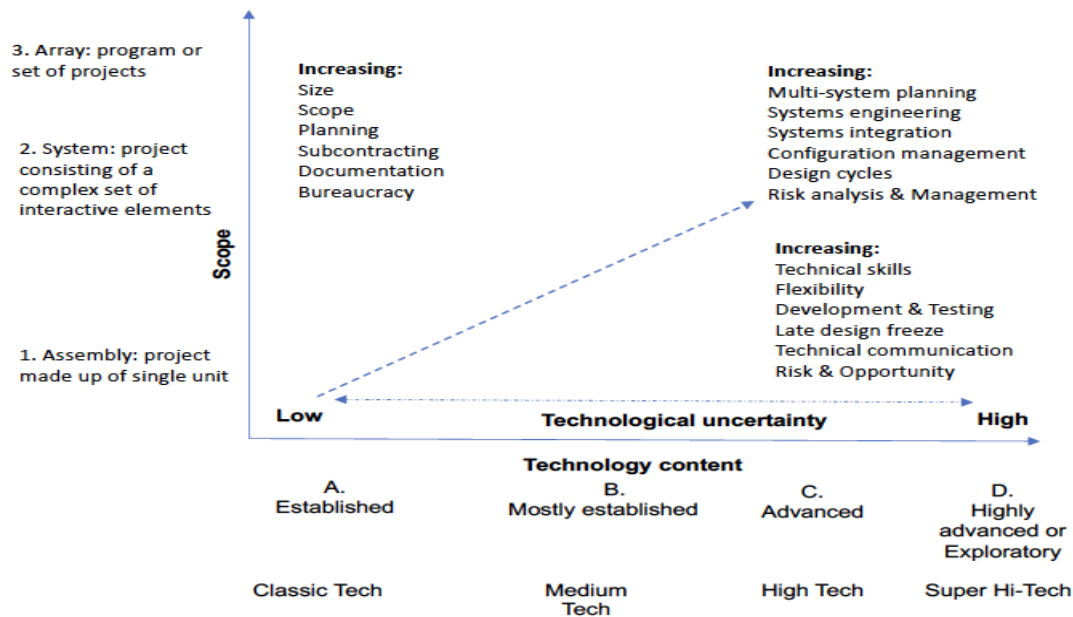 3. Array: program or
set of projects
2. System: project
consisting of a
complex set of
interactive elements
1. Assembly: project
made up of single unit
Scope
Increasing:
Size
Scope
Planning
Subcontracting
Documentation
Bureaucracy
Increasing:
Multi-system planning
Systems engineering
Systems integration
Configuration management
Design cycles
Risk analysis & Management
Increasing:
Technical skills
Flexibility
Development & Testing
Late design freeze
Technical communication
Risk & Opportunity
Low
Technological uncertainty
High
Technology content
A.
Established
B.
Mostly established
C.
Advanced
D.
Highly
advanced or
Exploratory
Classic Tech
Medium
Tech
High Tech
Super Hi-Tech